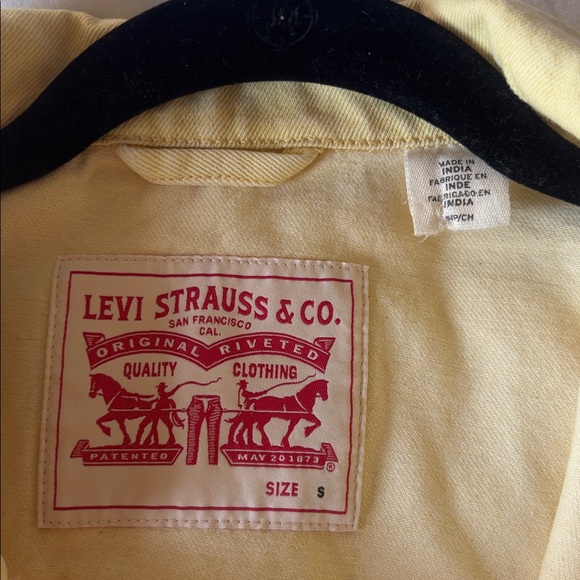 MADE IN
INDIA
FABRIQUE EN
INDE
FABRICADO EN
INDIA
S/P/CH
LEVI STRAUSS & CO.
SAN FRANCISCO
CAL.
ORIGINAL RIVETED
QUALITY CLOTHING
PATENTED MAY 20 1873 ®
SIZE S